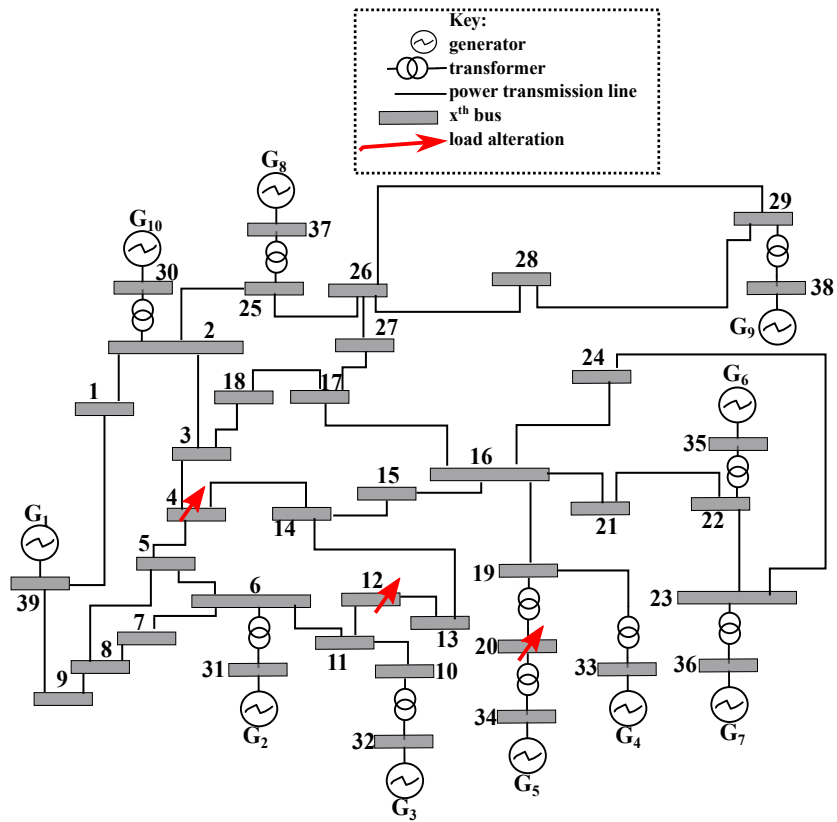 Key:
generator
transformer
power transmission line
xᵗʰ bus
load alteration
G₈
G₁₀
37
29
30
26
28
25
38
2
27
G₉
24
18
17
G₆
1
3
35
16
15
4
14
21
22
G₁
5
12
19
6
39
23
7
13
20
8
11
31
10
33
36
9
34
32
G₂
G₄
G₇
G₅
G₃